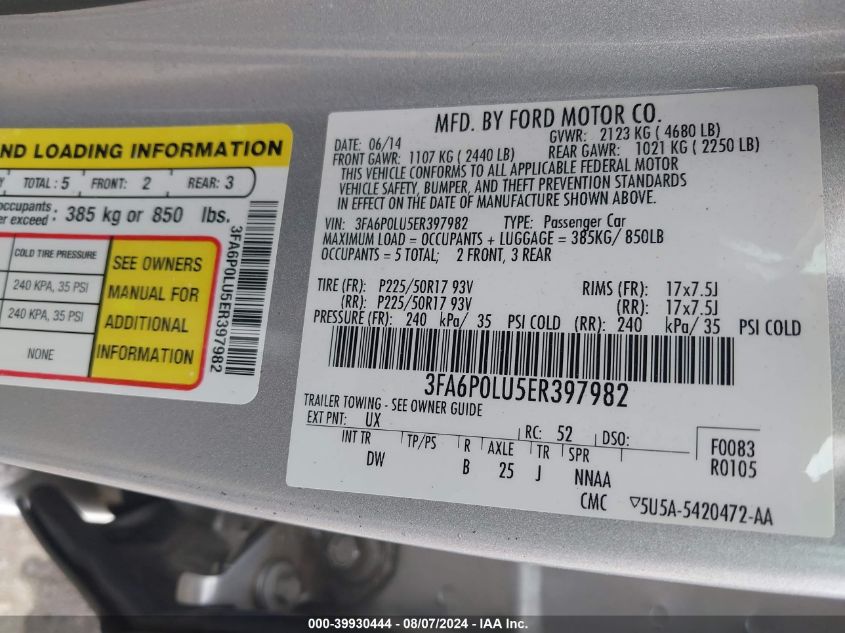 ND LOADING INFORMATION
TOTAL: 5 FRONT: 2 REAR: 3
occupants
er exceed : 385 kg or 850 lbs.
COLD TIRE PRESSURE
240 KPA, 35 PSI
240 KPA, 35 PSI
NONE
SEE OWNERS
MANUAL FOR
ADDITIONAL
INFORMATION
3FA6P0LU5ER397982
MFD. BY FORD MOTOR CO.
DATE: 06/14 GVWR: 2123 KG ( 4680 LB)
FRONT GAWR: 1107 KG ( 2440 LB) REAR GAWR: 1021 KG ( 2250 LB)
THIS VEHICLE CONFORMS TO ALL APPLICABLE FEDERAL MOTOR
VEHICLE SAFETY, BUMPER, AND THEFT PREVENTION STANDARDS
IN EFFECT ON THE DATE OF MANUFACTURE SHOWN ABOVE.
VIN: 3FA6P0LU5ER397982 TYPE: Passenger Car
MAXIMUM LOAD = OCCUPANTS + LUGGAGE = 385KG/ 850LB
OCCUPANTS = 5 TOTAL; 2 FRONT, 3 REAR
TIRE (FR): P225/50R17 93V RIMS (FR): 17x7.5J
(RR): P225/50R17 93V (RR): 17x7.5J
PRESSURE (FR): 240 kPa/ 35 PSI COLD (RR): 240 kPa/ 35 PSI COLD
3FA6P0LU5ER397982
TRAILER TOWING - SEE OWNER GUIDE
EXT PNT: UX RC: 52 DSO:
INT TR TP/PS R AXLE TR SPR
DW B 25 J NNAA
F0083
R0105
CMC ▽5U5A-5420472-AA
000-39930444 - 08/07/2024 - IAA Inc.